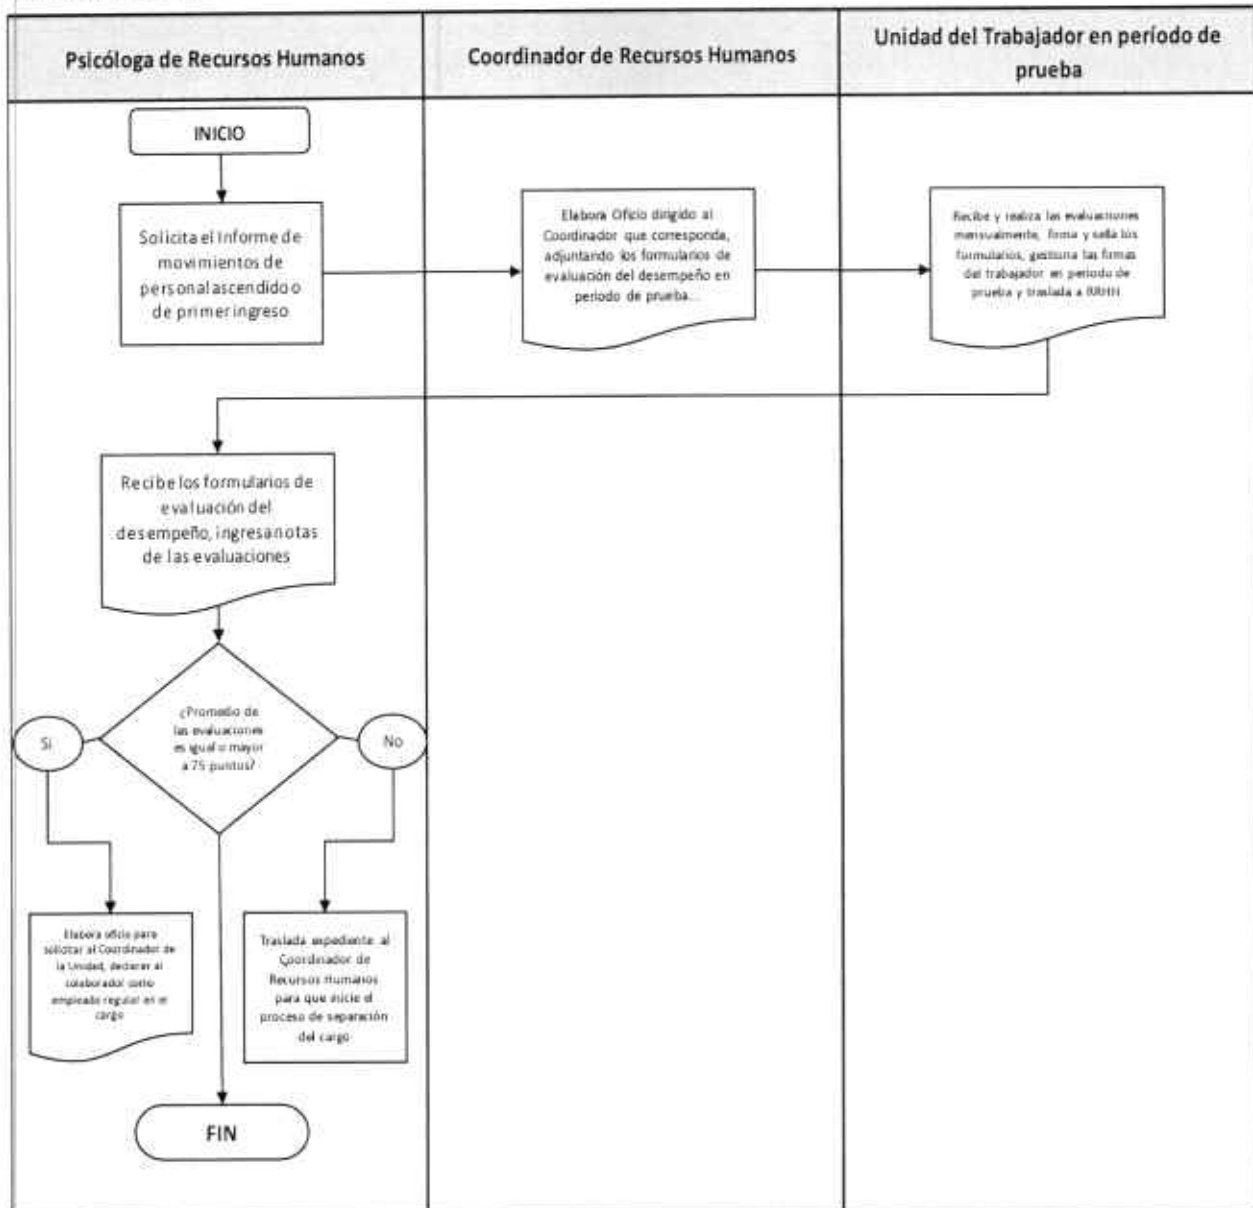 Psicóloga de Recursos Humanos
Coordinador de Recursos Humanos
Unidad del Trabajador en período de
prueba
INICIO
Solicita el Informe de
movimientos de
personal ascendido o
de primer ingreso
Elabora Oficio dirigido al
Coordinador que corresponda,
adjuntando los formularios de
evaluación del desempeño en
período de prueba...
Recibe y realiza las evaluaciones
mensualmente, firma y sella los
formularios, gestiona las firmas
del trabajador en período de
prueba y traslada a RRHH
Recibe los formularios de
evaluación del
desempeño, ingresa notas
de las evaluaciones
¿Promedio de
las evaluaciones
es igual o mayor
a 75 puntos?
Si
No
Elabora oficio para
solicitar al Coordinador de
la Unidad, declarar al
colaborador como
empleado regular en el
cargo
Traslada expediente al
Coordinador de
Recursos Humanos
para que inicie el
proceso de separación
del cargo
FIN